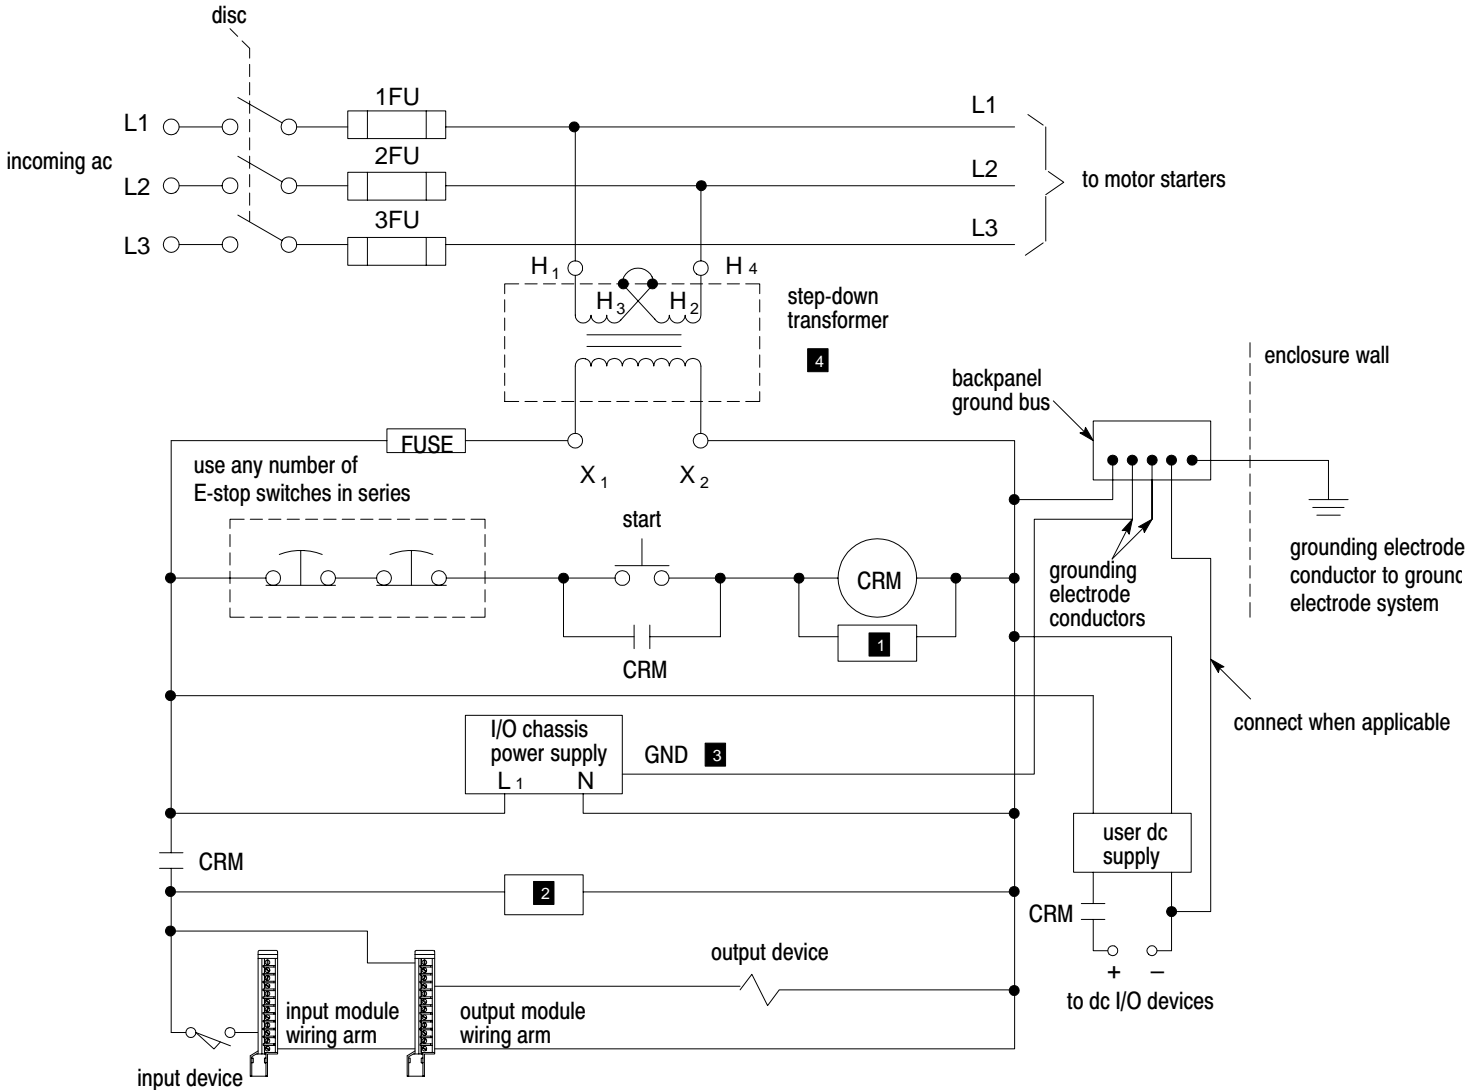 disc
1FU
L1
L1
incoming ac
2FU
L2
L2
to motor starters
3FU
L3
L3
H1
H4
H3
H2
step-down
transformer
4
enclosure wall
backpanel
ground bus
FUSE
X1
X2
use any number of
E-stop switches in series
start
CRM
grounding
electrode
conductors
grounding electrode
conductor to ground
electrode system
1
CRM
connect when applicable
I/O chassis
power supply
L1
N
GND
3
user dc
supply
CRM
2
CRM
+
–
to dc I/O devices
output device
input module
wiring arm
output module
wiring arm
input device